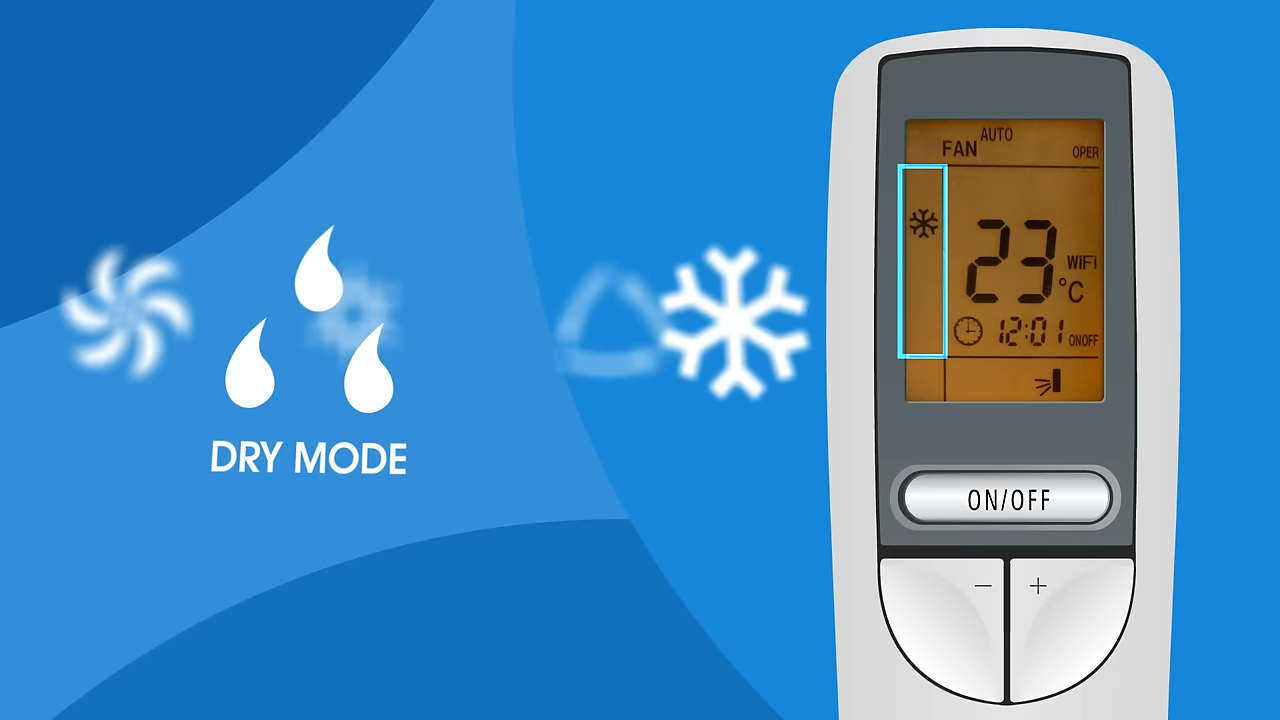 DRY MODE
AUTO
FAN
OPER
23 °C
WiFi
12:01 ONOFF
ON/OFF
− +